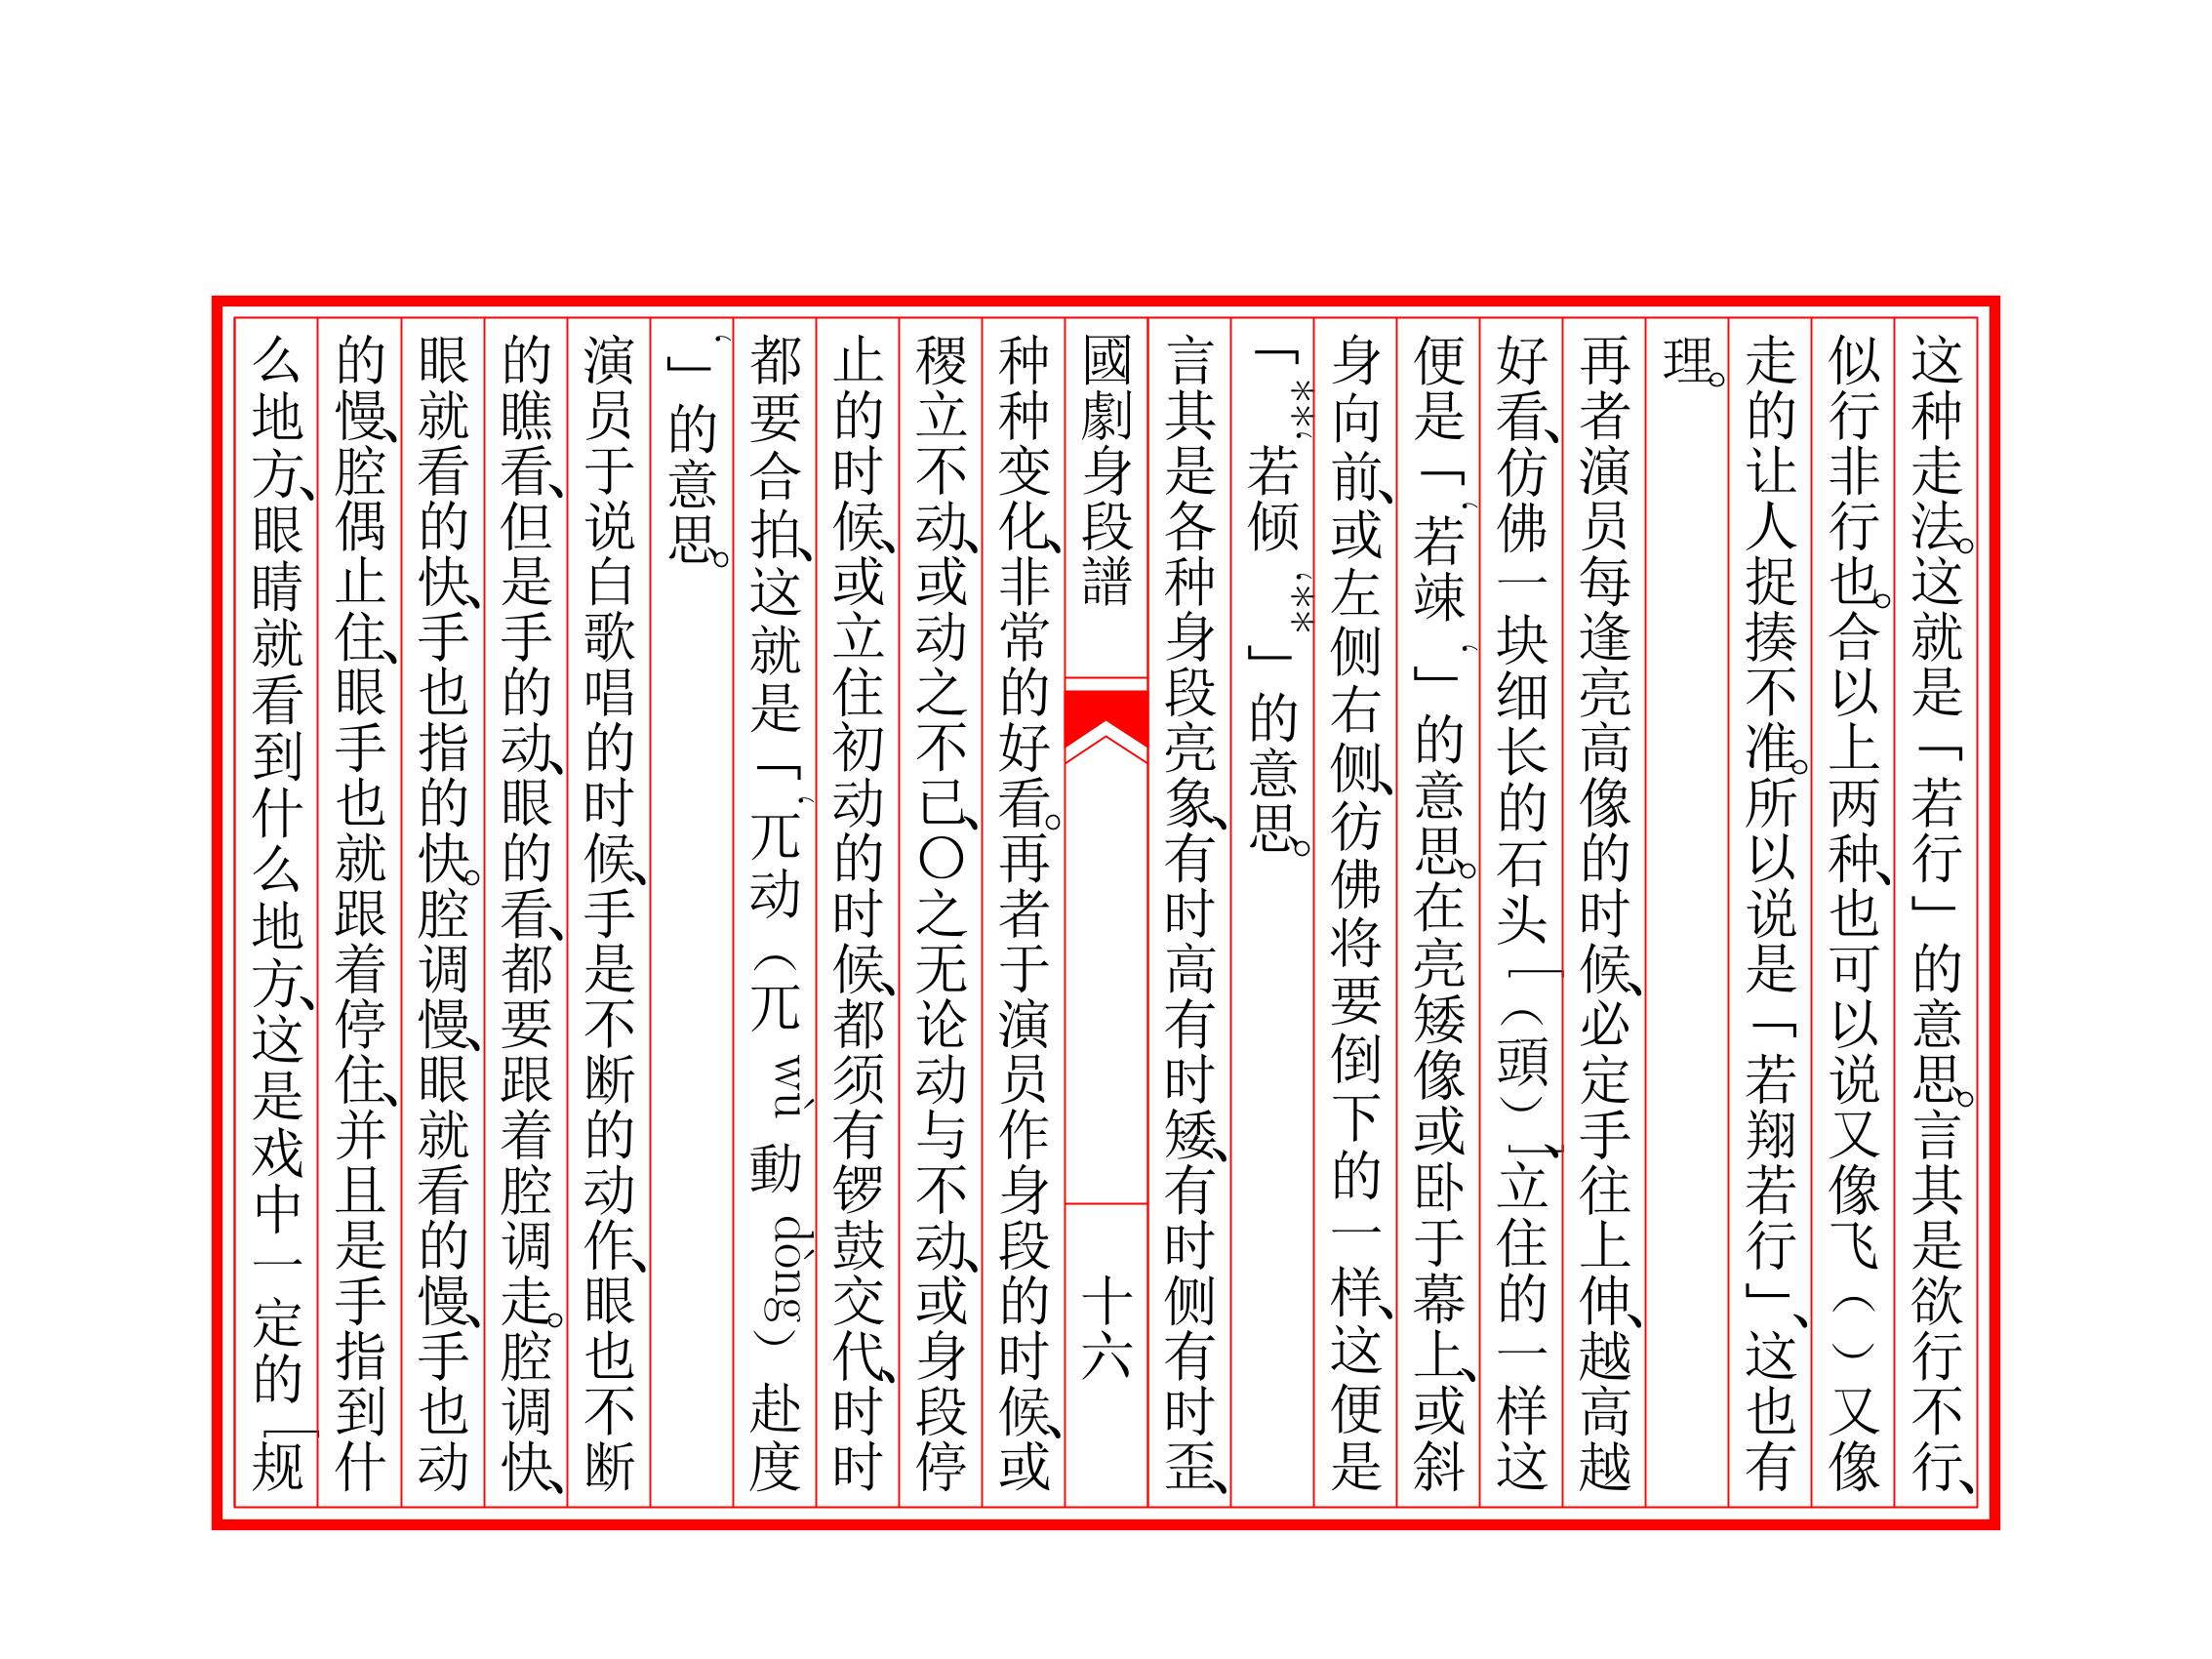 这种走法。这就是「若行」的意思。言其是欲行不行、
似行非行也。合以上两种、也可以说又像飞（）又像
走的让人捉揍不准。所以说是「若翔若行」、这也有
理。
再者演员每逢亮高像的时候、必定手往上伸、越高越
好看、仿佛一块细长的石头［（頭）］、立住的一样这
便是「‘若竦‘」的意思。在亮矮像或卧于幕上、或斜
身向前、或左侧右侧、彷佛将要倒下的一样、这便是
「**‘若倾‘**」的意思。
言其是各种身段亮象、有时高有时矮、有时侧有时歪、
國劇身段譜 十六
种种变化、非常的好看。再者于演员作身段的时候、或
稷立不动、或动之不已、〇之无论动与不动、或身段停
止的时候、或立住初动的时候、都须有锣鼓交代、时时
都要合拍、这就是「‘兀动（兀 wù 動 dóng）赴度
‘」的意思。
演员于说白歌唱的时候、手是不断的动作、眼也不断
的瞧看、但是手的动、眼的看、都要跟着腔调走。腔调快、
眼就看的快、手也指的快。腔调慢、眼就看的慢、手也动
的慢、腔偶止住、眼手也就跟着停住、并且是手指到什
么地方、眼睛就看到什么地方、这是戏中一定的［规